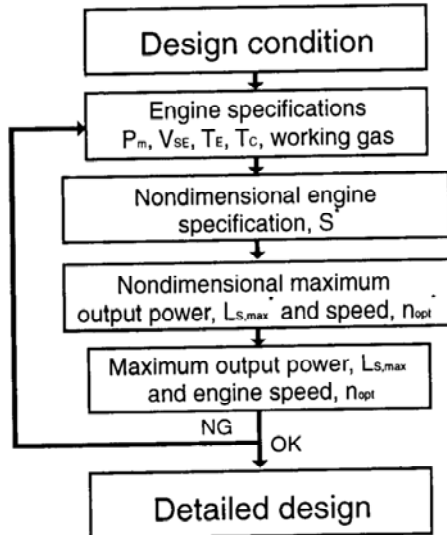 Design condition
Engine specifications
Pm, VSE, TE, TC, working gas
Nondimensional engine
specification, S*
Nondimensional maximum
output power, LS,max* and speed, nopt*
Maximum output power, LS,max
and engine speed, nopt
NG
OK
Detailed design